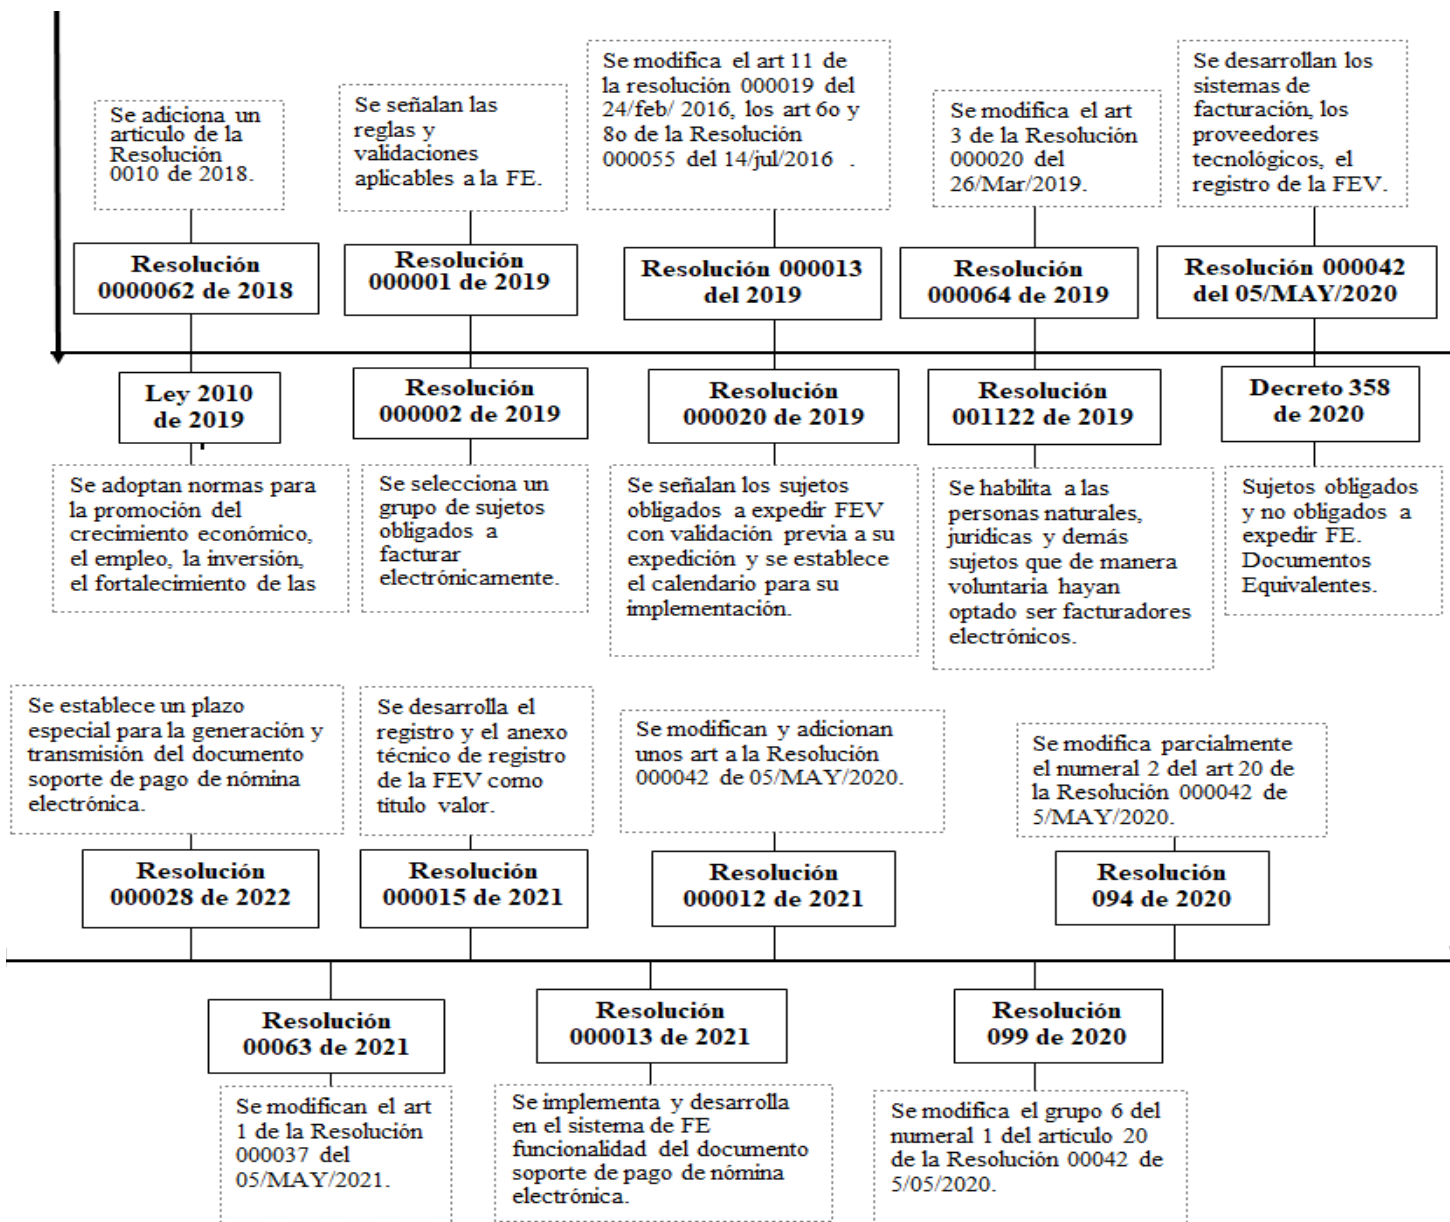 Se adiciona un
artículo de la
Resolución
0010 de 2018.
Se señalan las
reglas y
validaciones
aplicables a la FE.
Se modifica el art 11 de
la resolución 000019 del
24/feb/ 2016, los art 6o y
8o de la Resolución
000055 del 14/jul/2016 .
Se modifica el art
3 de la Resolución
000020 del
26/Mar/2019.
Se desarrollan los
sistemas de
facturación, los
proveedores
tecnológicos, el
registro de la FEV.
Resolución
0000062 de 2018
Resolución
000001 de 2019
Resolución 000013
del 2019
Resolución
000064 de 2019
Resolución 000042
del 05/MAY/2020
Ley 2010
de 2019
Resolución
000002 de 2019
Resolución
000020 de 2019
Resolución
001122 de 2019
Decreto 358
de 2020
Se adoptan normas para
la promoción del
crecimiento económico,
el empleo, la inversión,
el fortalecimiento de las
Se selecciona un
grupo de sujetos
obligados a
facturar
electrónicamente.
Se señalan los sujetos
obligados a expedir FEV
con validación previa a su
expedición y se establece
el calendario para su
implementación.
Se habilita a las
personas naturales,
jurídicas y demás
sujetos que de manera
voluntaria hayan
optado ser facturadores
electrónicos.
Sujetos obligados
y no obligados a
expedir FE.
Documentos
Equivalentes.
Se establece un plazo
especial para la generación y
transmisión del documento
soporte de pago de nómina
electrónica.
Se desarrolla el
registro y el anexo
técnico de registro
de la FEV como
título valor.
Se modifican y adicionan
unos art a la Resolución
000042 de 05/MAY/2020.
Se modifica parcialmente
el numeral 2 del art 20 de
la Resolución 000042 de
5/MAY/2020.
Resolución
000028 de 2022
Resolución
000015 de 2021
Resolución
000012 de 2021
Resolución
094 de 2020
Resolución
00063 de 2021
Resolución
000013 de 2021
Resolución
099 de 2020
Se modifican el art
1 de la Resolución
000037 del
05/MAY/2021.
Se implementa y desarrolla
en el sistema de FE
funcionalidad del documento
soporte de pago de nómina
electrónica.
Se modifica el grupo 6 del
numeral 1 del artículo 20
de la Resolución 00042 de
5/05/2020.